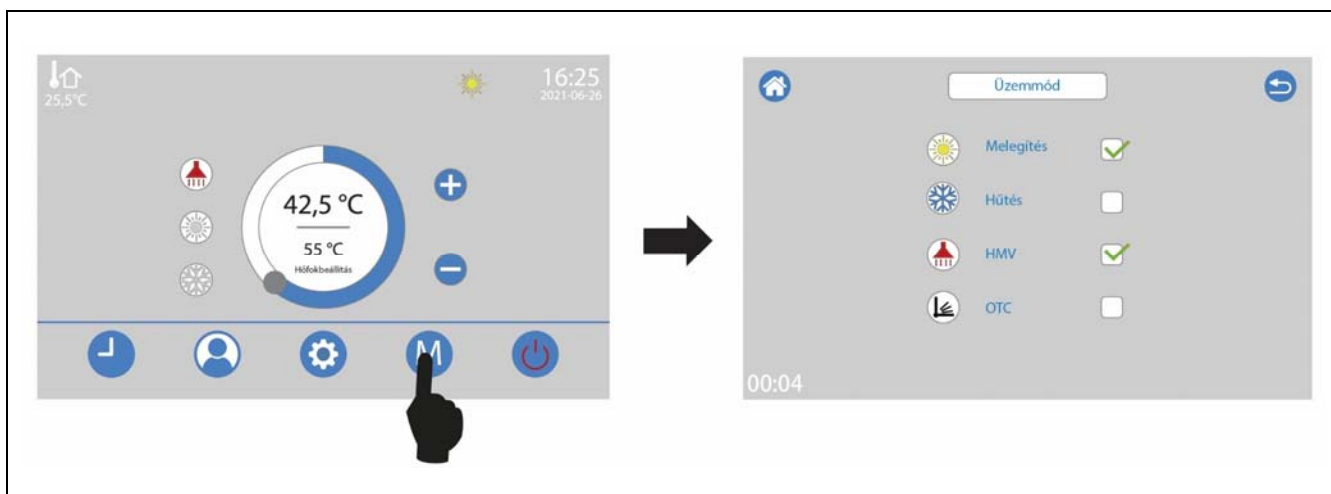 25,5°C
16:25
2021-06-26
42,5 °C
55 °C
Hőfokbeállítás
M
Üzemmód
Melegítés
Hűtés
HMV
OTC
00:04